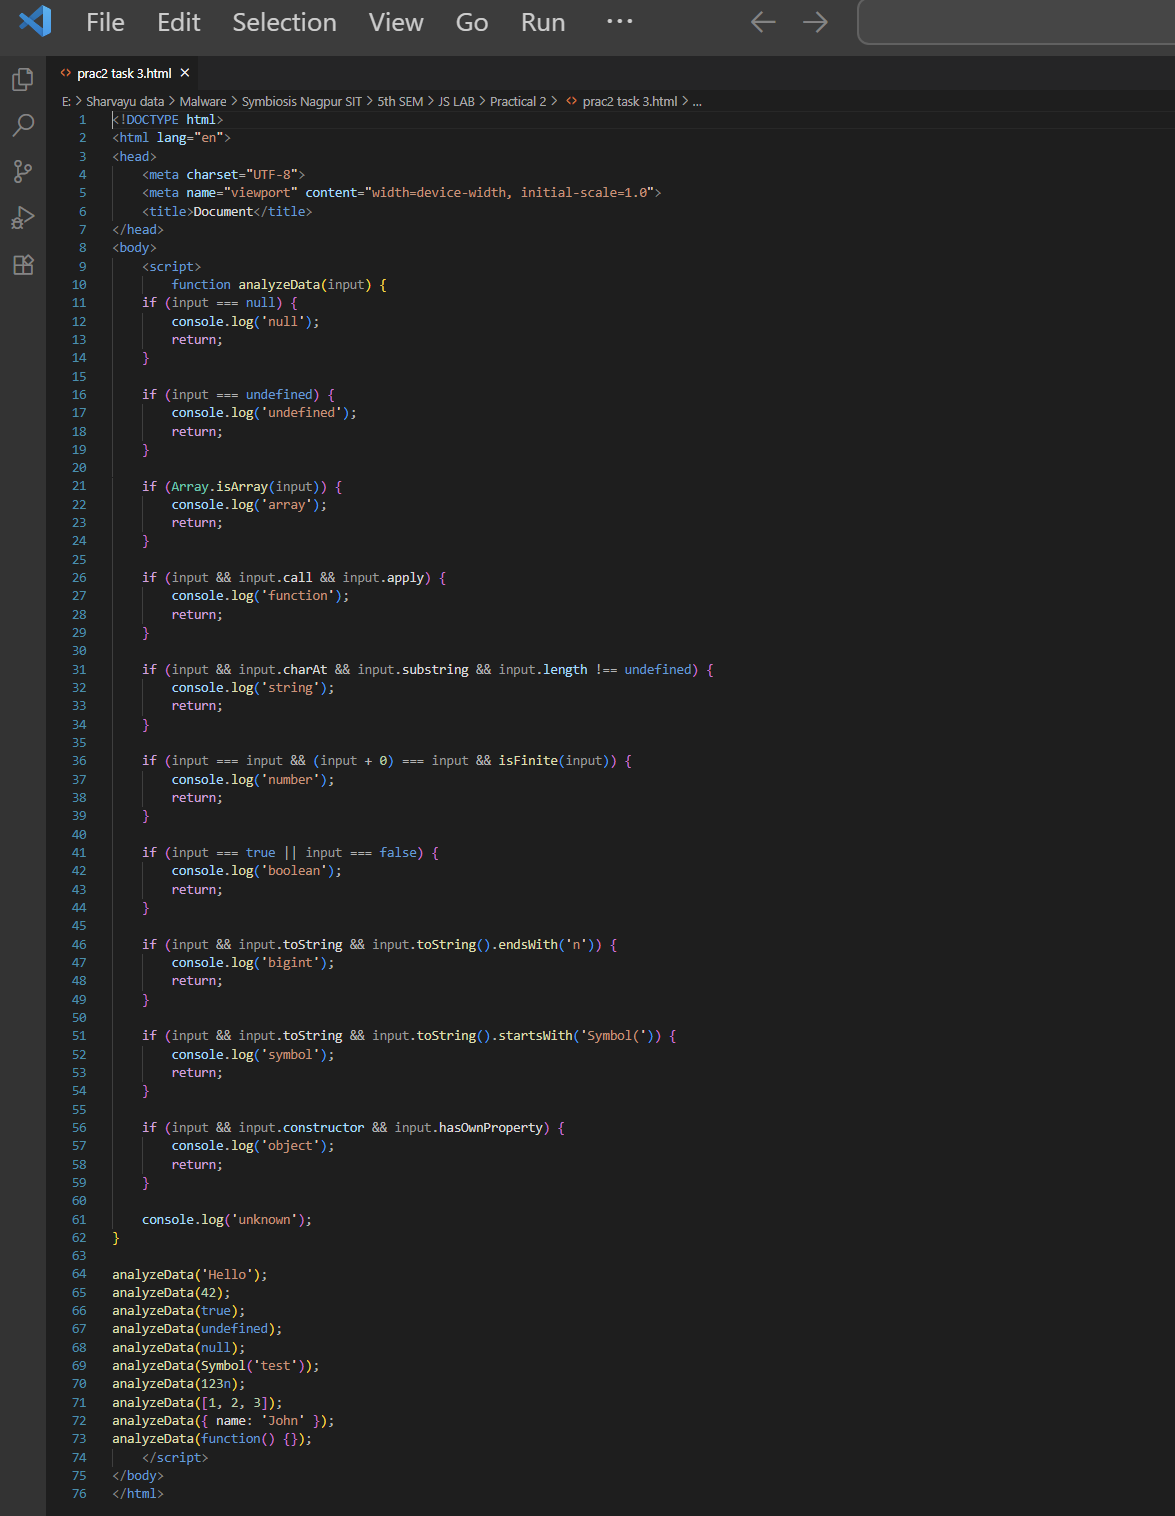 File Edit Selection View Go Run ···
prac2 task 3.html
E: > Sharvayu data > Malware > Symbiosis Nagpur SIT > 5th SEM > JS LAB > Practical 2 > <> prac2 task 3.html > ...
1 <!DOCTYPE html>
2 <html lang="en">
3 <head>
4     <meta charset="UTF-8">
5     <meta name="viewport" content="width=device-width, initial-scale=1.0">
6     <title>Document</title>
7 </head>
8 <body>
9     <script>
10         function analyzeData(input) {
11     if (input === null) {
12         console.log('null');
13         return;
14     }
15
16     if (input === undefined) {
17         console.log('undefined');
18         return;
19     }
20
21     if (Array.isArray(input)) {
22         console.log('array');
23         return;
24     }
25
26     if (input && input.call && input.apply) {
27         console.log('function');
28         return;
29     }
30
31     if (input && input.charAt && input.substring && input.length !== undefined) {
32         console.log('string');
33         return;
34     }
35
36     if (input === input && (input + 0) === input && isFinite(input)) {
37         console.log('number');
38         return;
39     }
40
41     if (input === true || input === false) {
42         console.log('boolean');
43         return;
44     }
45
46     if (input && input.toString && input.toString().endsWith('n')) {
47         console.log('bigint');
48         return;
49     }
50
51     if (input && input.toString && input.toString().startsWith('Symbol(')) {
52         console.log('symbol');
53         return;
54     }
55
56     if (input && input.constructor && input.hasOwnProperty) {
57         console.log('object');
58         return;
59     }
60
61     console.log('unknown');
62 }
63
64 analyzeData('Hello');
65 analyzeData(42);
66 analyzeData(true);
67 analyzeData(undefined);
68 analyzeData(null);
69 analyzeData(Symbol('test'));
70 analyzeData(123n);
71 analyzeData([1, 2, 3]);
72 analyzeData({ name: 'John' });
73 analyzeData(function() {});
74     </script>
75 </body>
76 </html>